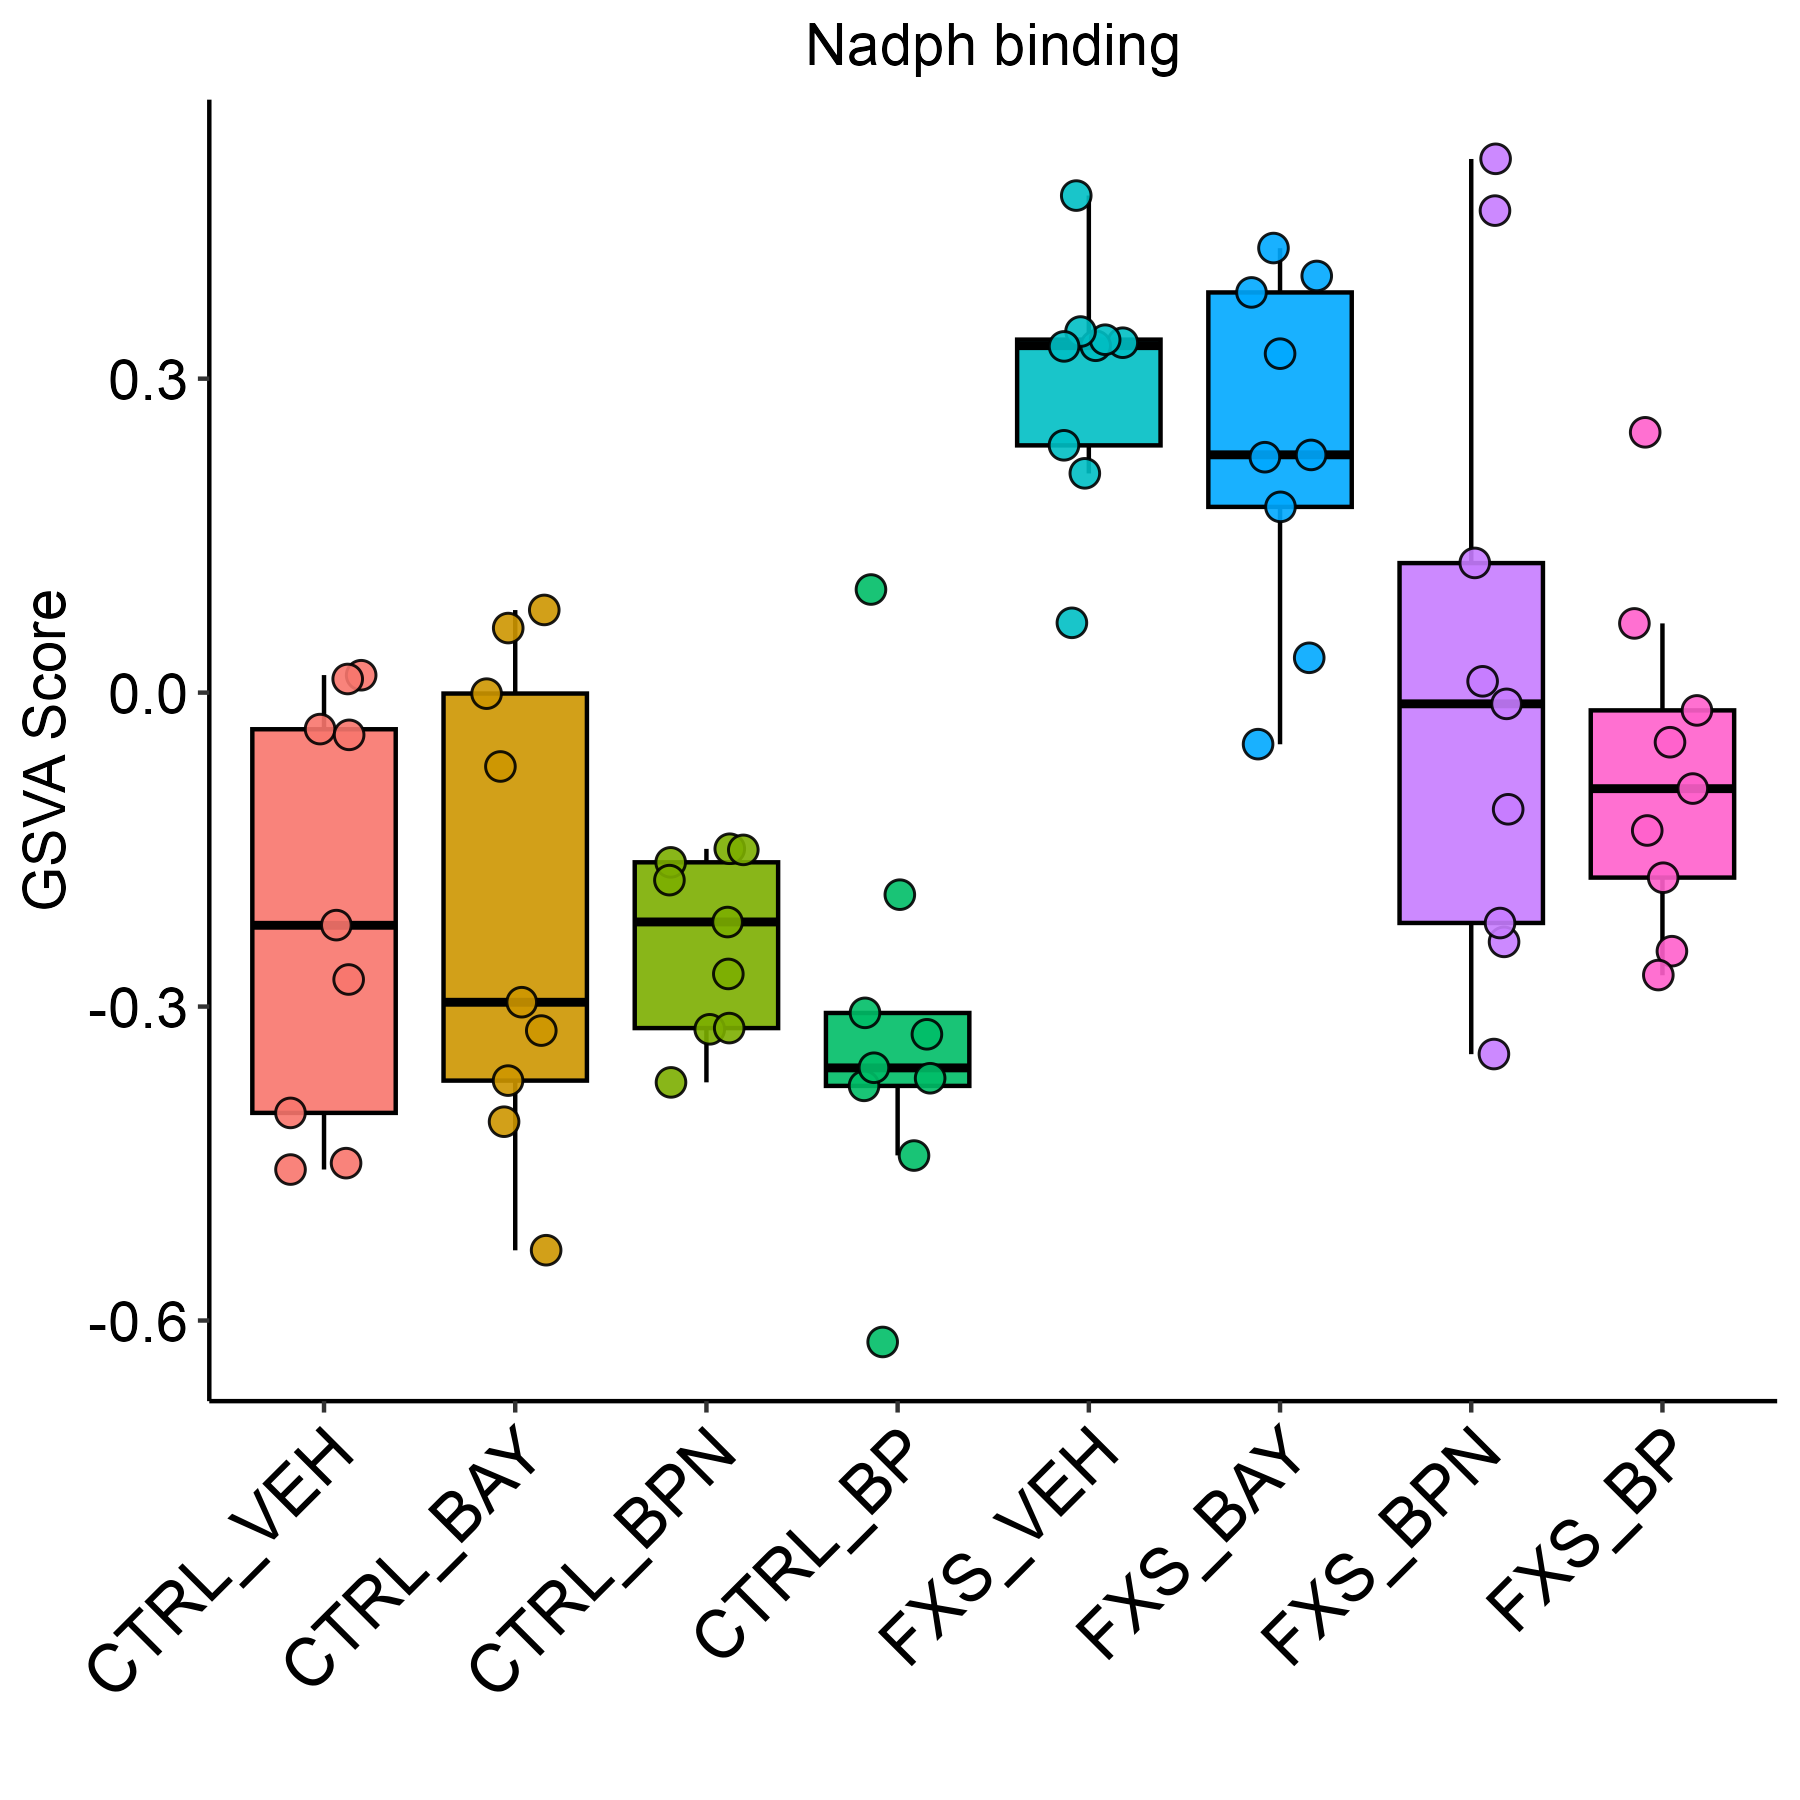 Nadph binding
GSVA Score
0.3
0.0
-0.3
-0.6
CTRL_VEH
CTRL_BAY
CTRL_BPN
CTRL_BP
FXS_VEH
FXS_BAY
FXS_BPN
FXS_BP